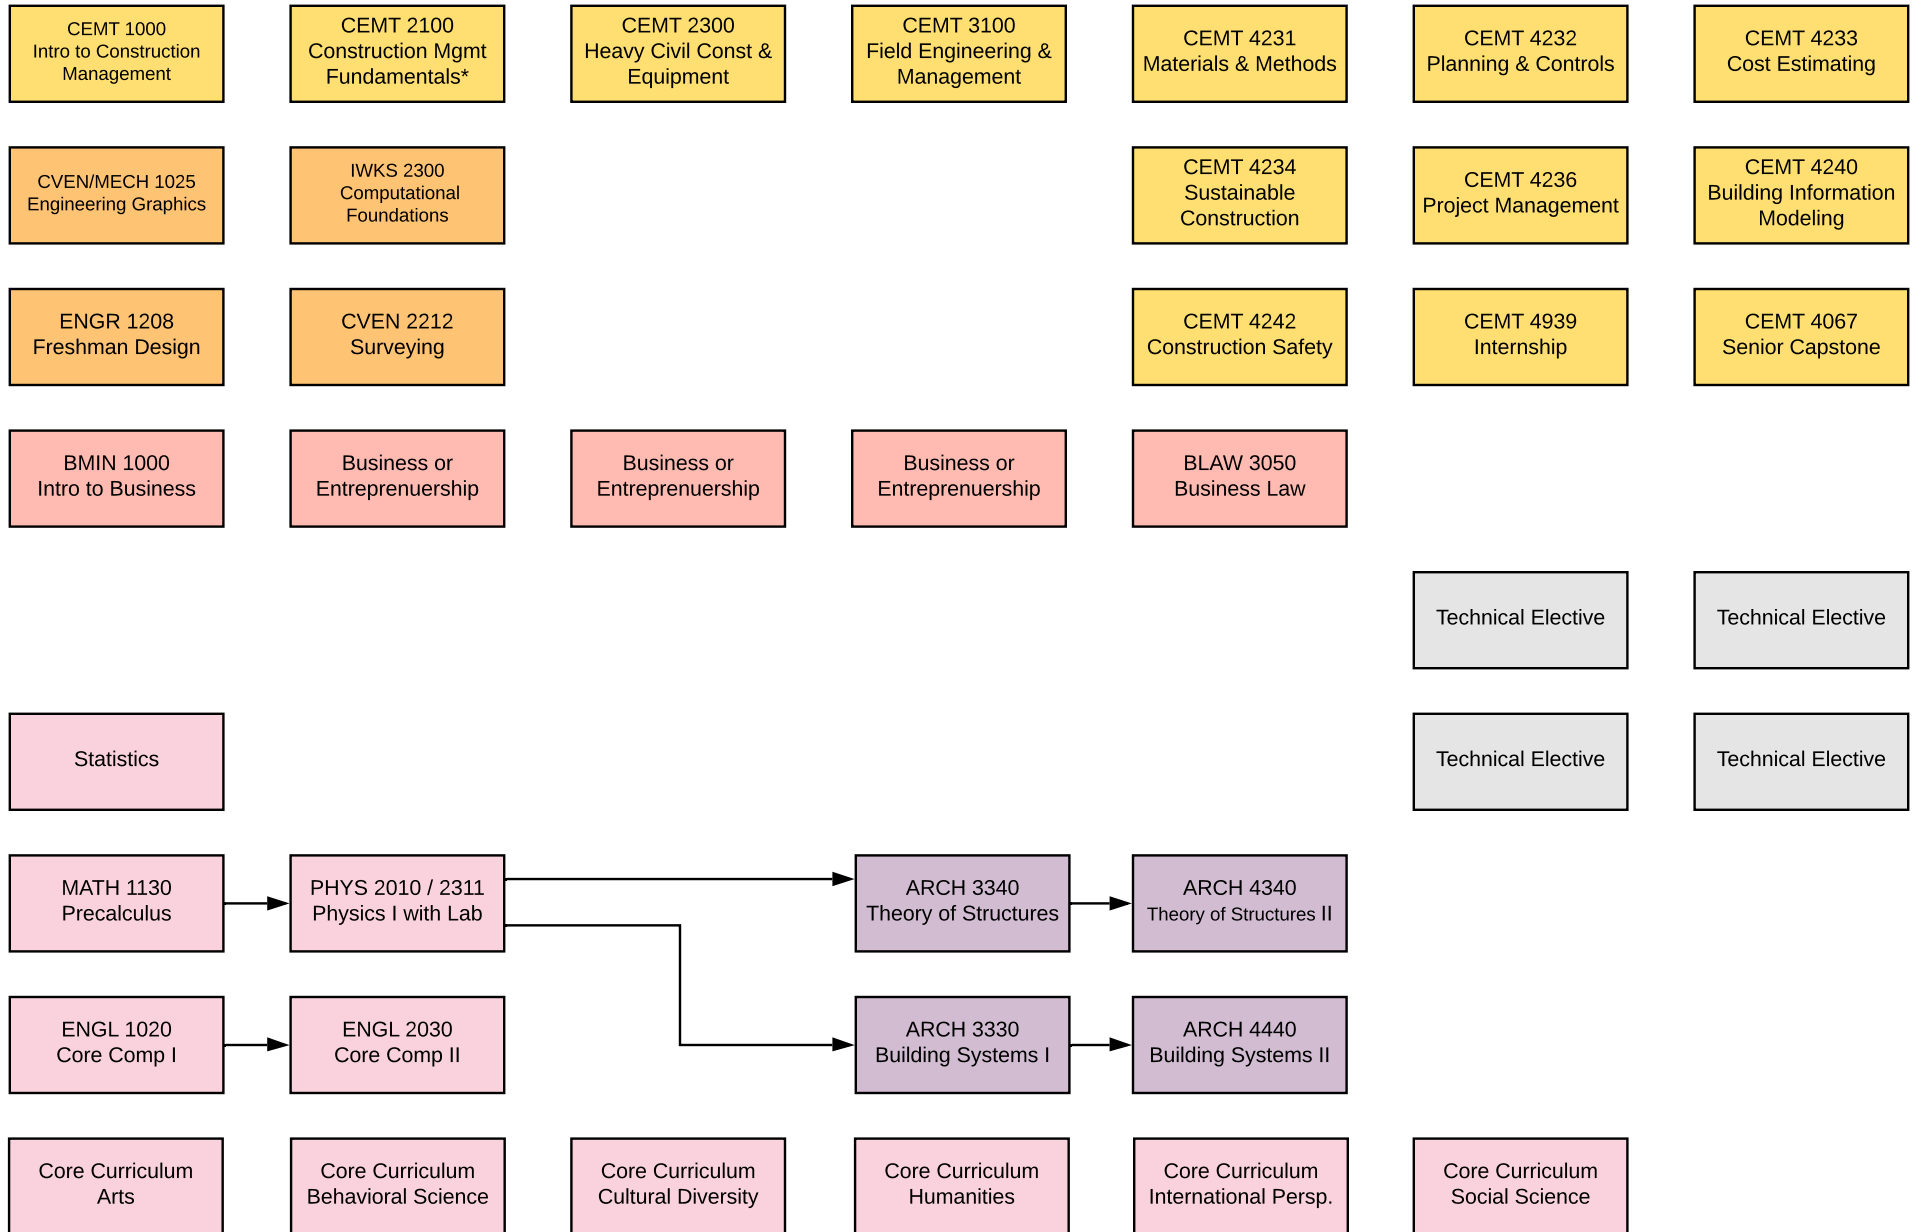 CEMT 1000
Intro to Construction
Management
CEMT 2100
Construction Mgmt
Fundamentals*
CEMT 2300
Heavy Civil Const &
Equipment
CEMT 3100
Field Engineering &
Management
CEMT 4231
Materials & Methods
CEMT 4232
Planning & Controls
CEMT 4233
Cost Estimating
CVEN/MECH 1025
Engineering Graphics
IWKS 2300
Computational
Foundations
CEMT 4234
Sustainable
Construction
CEMT 4236
Project Management
CEMT 4240
Building Information
Modeling
ENGR 1208
Freshman Design
CVEN 2212
Surveying
CEMT 4242
Construction Safety
CEMT 4939
Internship
CEMT 4067
Senior Capstone
BMIN 1000
Intro to Business
Business or
Entreprenuership
Business or
Entreprenuership
Business or
Entreprenuership
BLAW 3050
Business Law
Technical Elective
Technical Elective
Statistics
Technical Elective
Technical Elective
MATH 1130
Precalculus
PHYS 2010 / 2311
Physics I with Lab
ARCH 3340
Theory of Structures
ARCH 4340
Theory of Structures II
ENGL 1020
Core Comp I
ENGL 2030
Core Comp II
ARCH 3330
Building Systems I
ARCH 4440
Building Systems II
Core Curriculum
Arts
Core Curriculum
Behavioral Science
Core Curriculum
Cultural Diversity
Core Curriculum
Humanities
Core Curriculum
International Persp.
Core Curriculum
Social Science